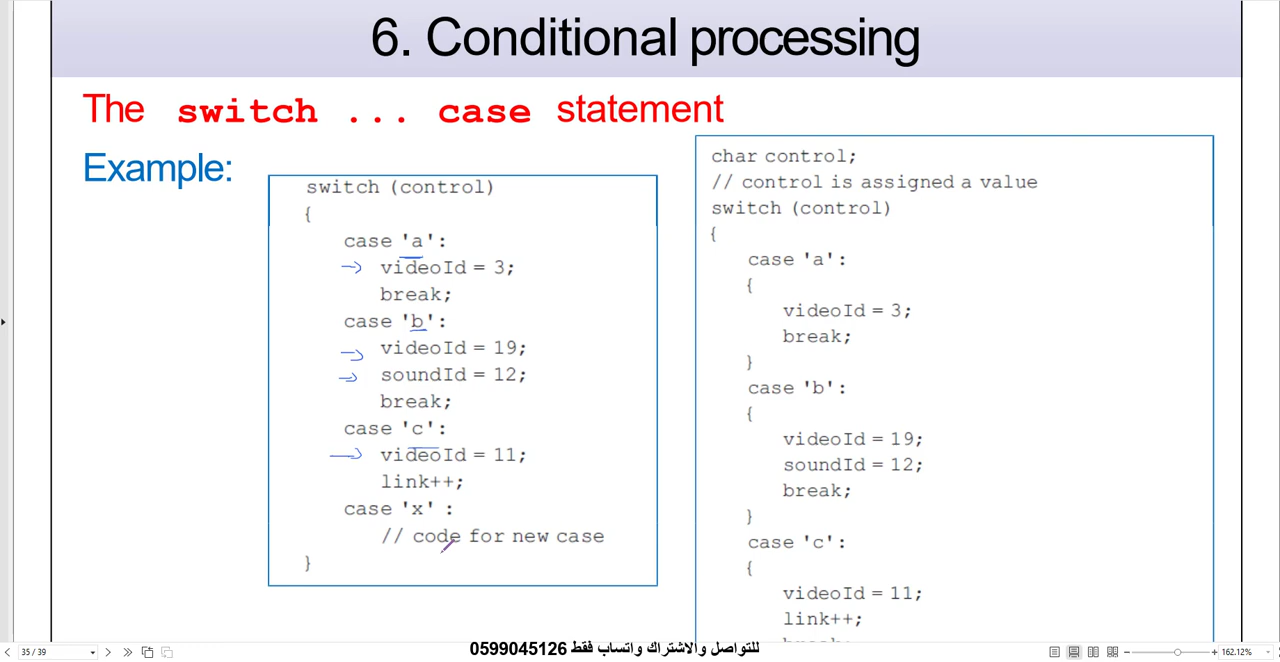 6. Conditional processing
The switch ... case statement
Example:
switch (control)
{
case 'a':
videoId = 3;
break;
case 'b':
videoId = 19;
soundId = 12;
break;
case 'c':
videoId = 11;
link++;
case 'x' :
// code for new case
}
char control;
// control is assigned a value
switch (control)
{
case 'a':
{
videoId = 3;
break;
}
case 'b':
{
videoId = 19;
soundId = 12;
break;
}
case 'c':
{
videoId = 11;
link++;
للتواصل والاشتراك واتساب فقط 0599045126
35 / 39
162.12%